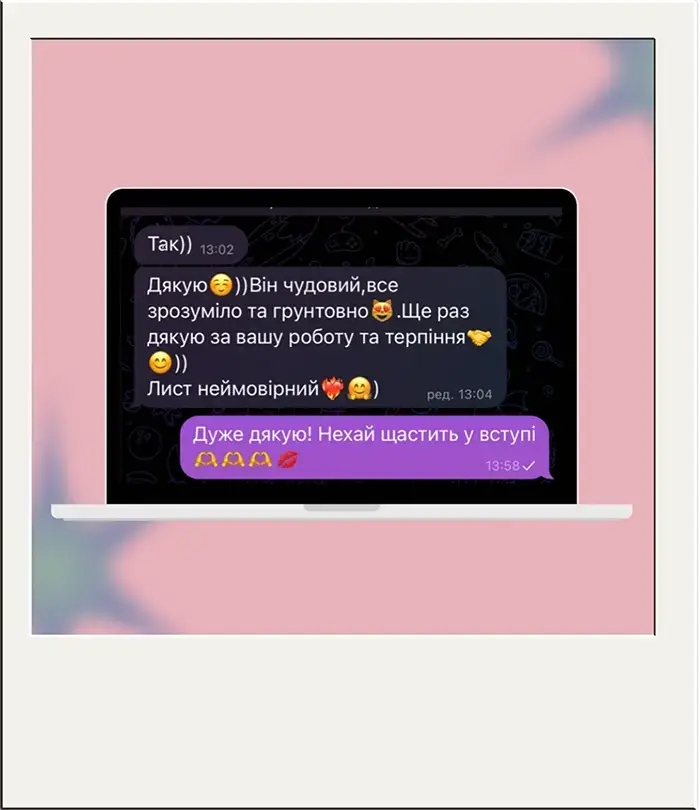 Так)) 13:02
Дякую☺️))Він чудовий,все
зрозуміло та грунтовно😻.Ще раз
дякую за вашу роботу та терпіння🤝
😊))
Лист неймовірний❤️‍🔥🤗) ред. 13:04
Дуже дякую! Нехай щастить у вступі
🫶🫶🫶💋 13:58